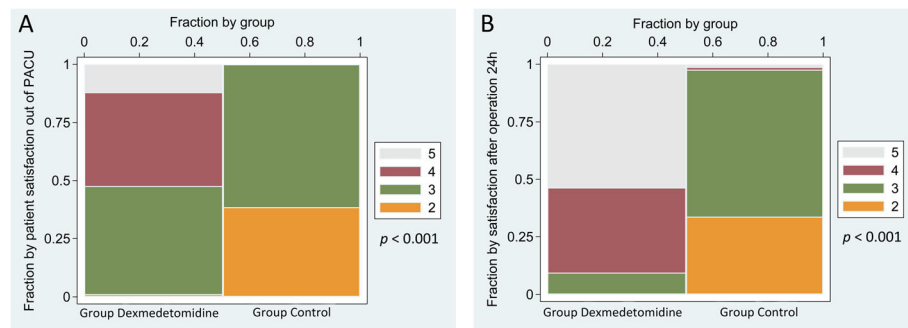 A
Fraction by group
0 0.2 0.4 0.6 0.8 1
Fraction by patient satisfaction out of PACU
1
0.75
0.5
0.25
0
5
4
3
2
p < 0.001
Group Dexmedetomidine Group Control
B
Fraction by group
0 0.2 0.4 0.6 0.8 1
Fraction by satisfaction after operation 24h
1
0.75
0.5
0.25
0
5
4
3
2
p < 0.001
Group Dexmedetomidine Group Control